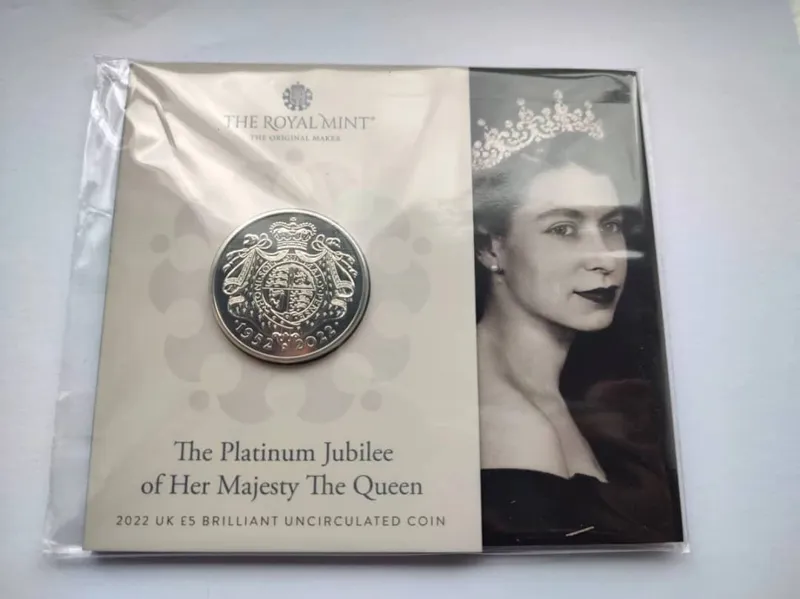 THE ROYAL MINT®
THE ORIGINAL MAKER
·1952 2022·
The Platinum Jubilee
of Her Majesty The Queen
2022 UK £5 BRILLIANT UNCIRCULATED COIN